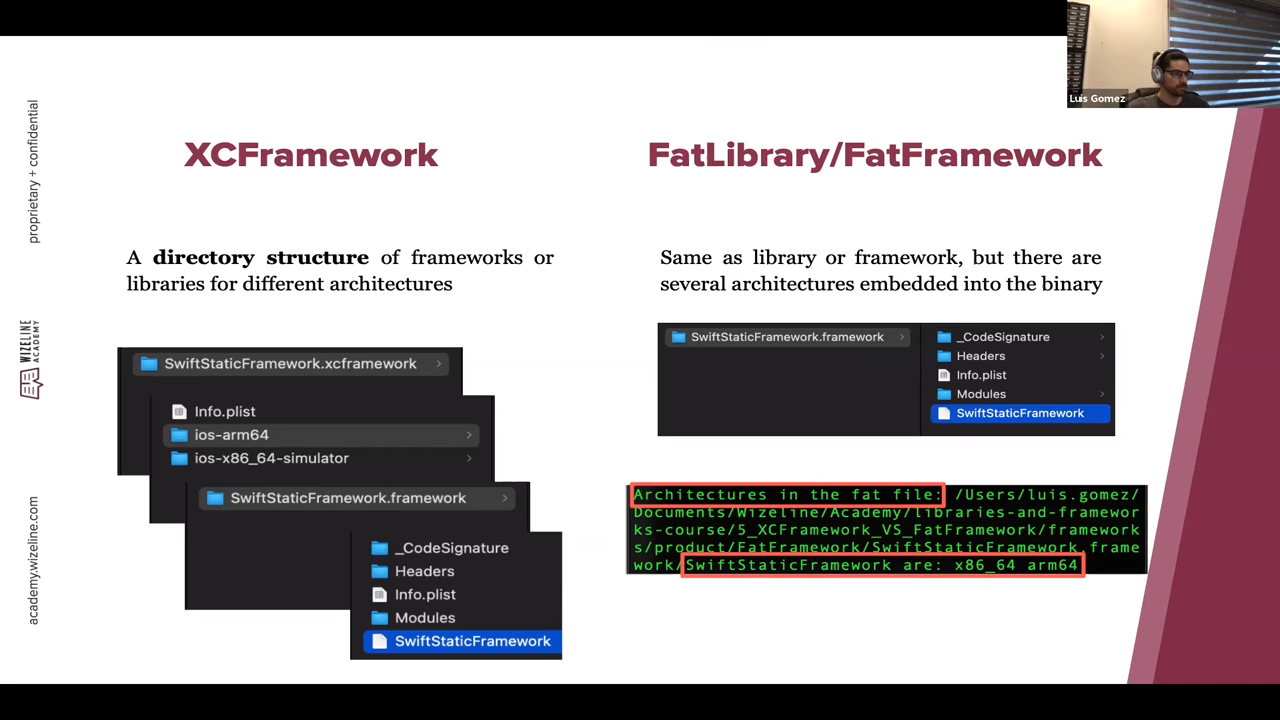 Luis Gomez
proprietary + confidential
WIZELINE
ACADEMY
academy.wizeline.com
XCFramework
A directory structure of frameworks or
libraries for different architectures
SwiftStaticFramework.xcframework
Info.plist
ios-arm64
ios-x86_64-simulator
SwiftStaticFramework.framework
_CodeSignature
Headers
Info.plist
Modules
SwiftStaticFramework
FatLibrary/FatFramework
Same as library or framework, but there are
several architectures embedded into the binary
SwiftStaticFramework.framework
_CodeSignature
Headers
Info.plist
Modules
SwiftStaticFramework
Architectures in the fat file: /Users/luis.gomez/
Documents/Wizeline/Academy/libraries-and-framewor
ks-course/5_XCFramework_VS_FatFramework/framework
s/product/FatFramework/SwiftStaticFramework.frame
work/SwiftStaticFramework are: x86_64 arm64